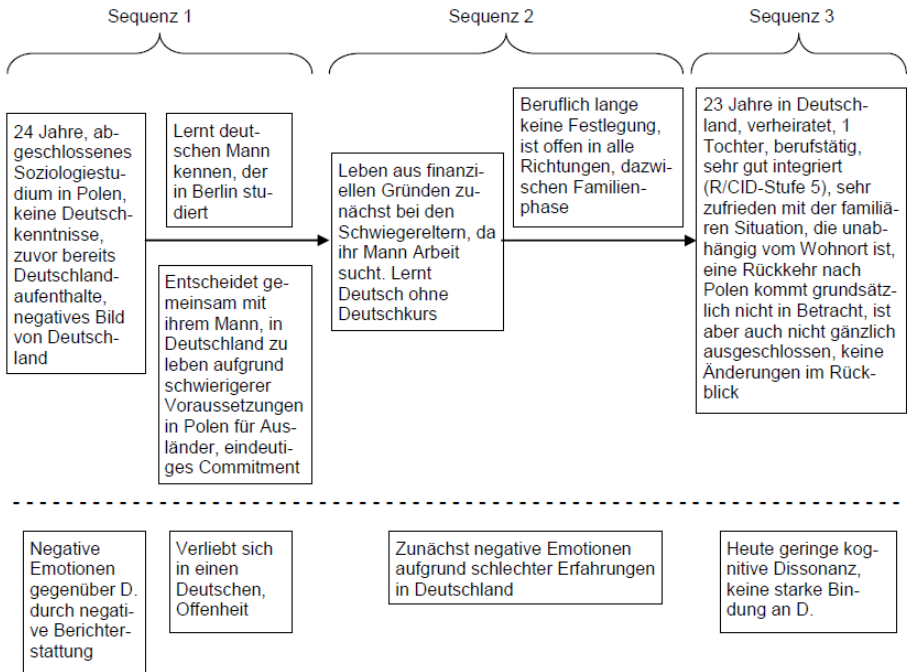 Sequenz 1
Sequenz 2
Sequenz 3
24 Jahre, ab-
geschlossenes
Soziologiestu-
dium in Polen,
keine Deutsch-
kenntnisse,
zuvor bereits
Deutschland-
aufenthalte,
negatives Bild
von Deutsch-
land
Lernt deut-
schen Mann
kennen, der
in Berlin stu-
diert
Entscheidet ge-
meinsam mit
ihrem Mann, in
Deutschland zu
leben aufgrund
schwierigerer
Voraussetzungen
in Polen für Aus-
länder, eindeuti-
ges Commitment
Leben aus finanzi-
ellen Gründen zu-
nächst bei den
Schwiegereltern, da
ihr Mann Arbeit
sucht. Lernt
Deutsch ohne
Deutschkurs
Beruflich lange
keine Festlegung,
ist offen in alle
Richtungen, dazwi-
schen Familien-
phase
23 Jahre in Deutsch-
land, verheiratet, 1
Tochter, berufstätig,
sehr gut integriert
(R/CID-Stufe 5), sehr
zufrieden mit der familiä-
ren Situation, die unab-
hängig vom Wohnort ist,
eine Rückkehr nach
Polen kommt grundsätz-
lich nicht in Betracht, ist
aber auch nicht gänzlich
ausgeschlossen, keine
Änderungen im Rück-
blick
Negative
Emotionen
gegenüber D.
durch negati-
ve Berichter-
stattung
Verliebt sich
in einen
Deutschen,
Offenheit
Zunächst negative Emotionen
aufgrund schlechter Erfahrungen
in Deutschland
Heute geringe kog-
nitive Dissonanz,
keine starke Bin-
dung an D.